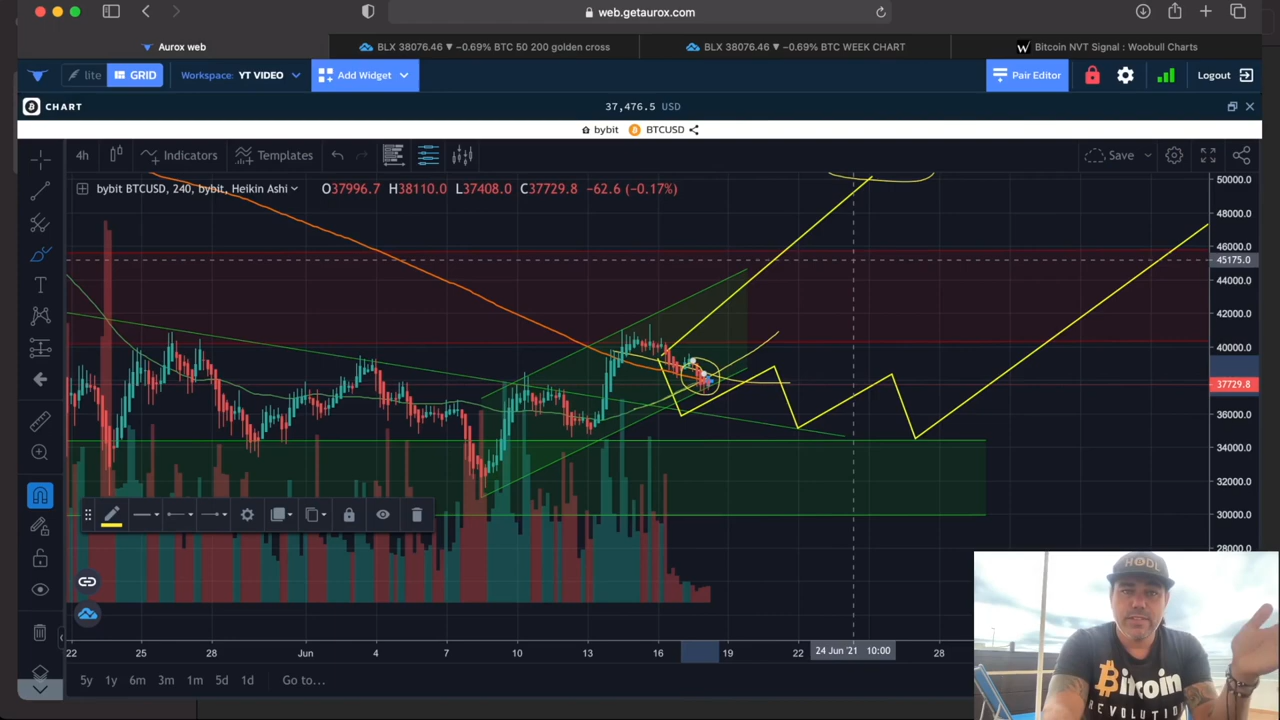 web.getaurox.com
Aurox web
BLX 38076.46 ▼ −0.69% BTC 50 200 golden cross
BLX 38076.46 ▼ −0.69% BTC WEEK CHART
W Bitcoin NVT Signal : Woobull Charts
lite
GRID
Workspace: YT VIDEO
Add Widget
Pair Editor
Logout
CHART
37,476.5 USD
bybit BTCUSD
4h
Indicators
Templates
Save
bybit BTCUSD, 240, bybit, Heikin Ashi
O37996.7 H38110.0 L37408.0 C37729.8 −62.6 (−0.17%)
50000.0
48000.0
46000.0
45175.0
44000.0
42000.0
40000.0
37729.8
36000.0
34000.0
32000.0
30000.0
28000.0
22 25 28 Jun 4 7 10 13 16 19 22 24 Jun '21 10:00 28
5y 1y 6m 3m 1m 5d 1d Go to...
HODL
Bitcoin
REVOLUTION